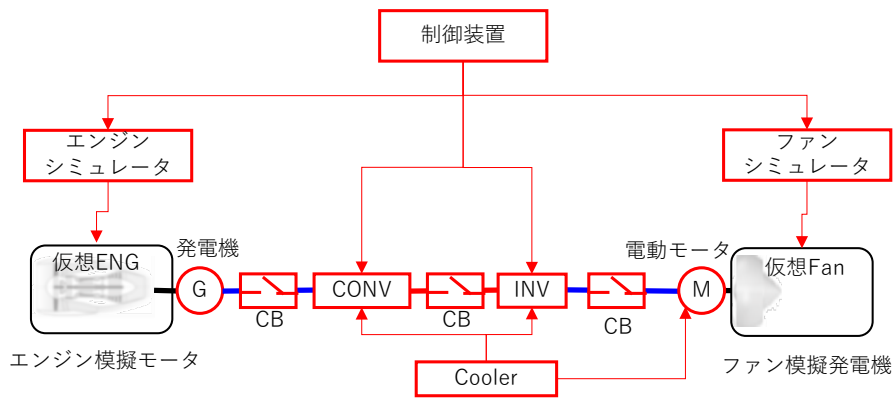 制御装置
エンジン
シミュレータ
ファン
シミュレータ
仮想ENG
発電機
電動モータ
仮想Fan
G
CONV
INV
M
CB
CB
CB
エンジン模擬モータ
Cooler
ファン模擬発電機